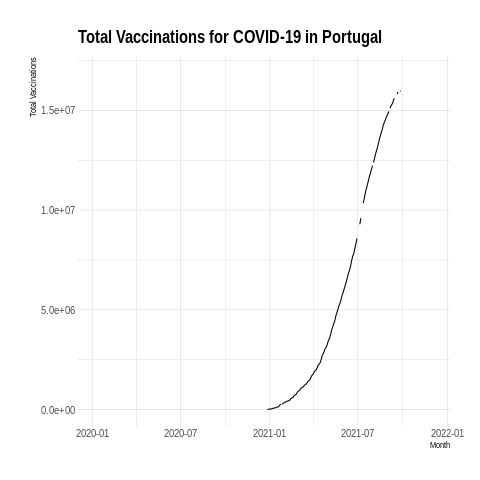 Total Vaccinations for COVID-19 in Portugal
Total Vaccinations
1.5e+07
1.0e+07
5.0e+06
0.0e+00
2020-01 2020-07 2021-01 2021-07 2022-01
Month